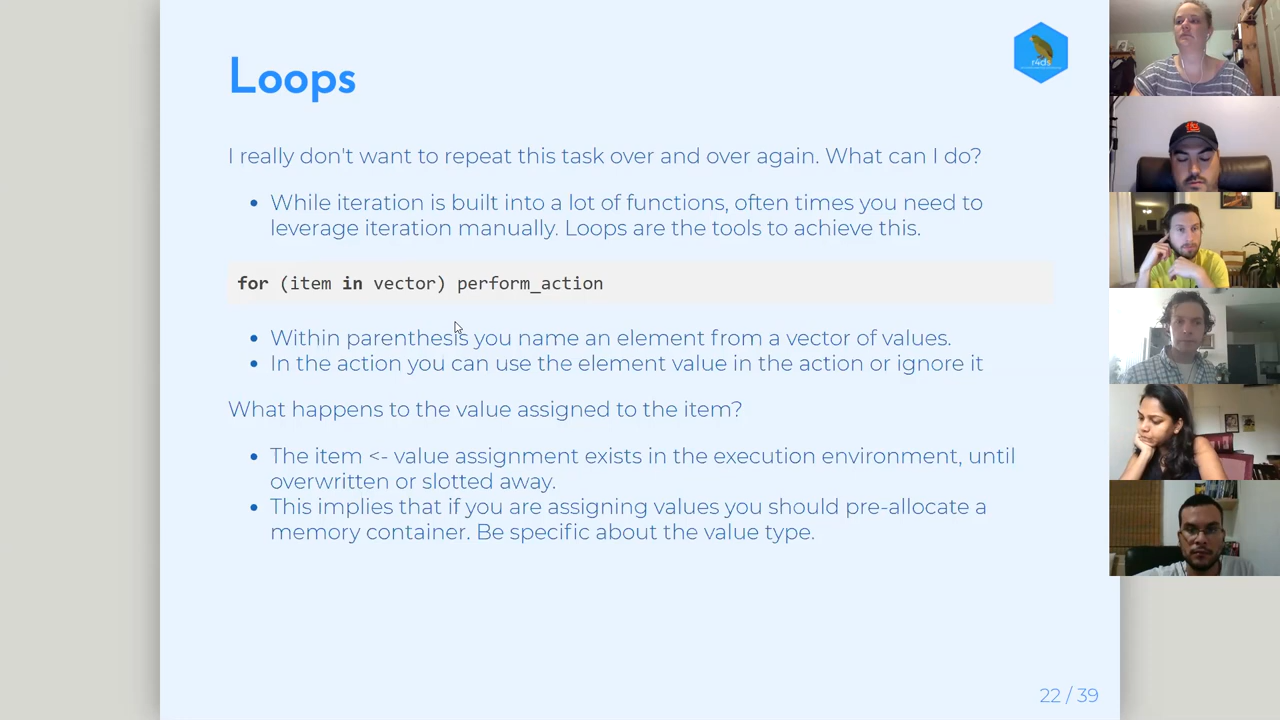 Loops
r4ds
I really don't want to repeat this task over and over again. What can I do?
While iteration is built into a lot of functions, often times you need to
leverage iteration manually. Loops are the tools to achieve this.
for (item in vector) perform_action
Within parenthesis you name an element from a vector of values.
In the action you can use the element value in the action or ignore it
What happens to the value assigned to the item?
The item <- value assignment exists in the execution environment, until
overwritten or slotted away.
This implies that if you are assigning values you should pre-allocate a
memory container. Be specific about the value type.
22 / 39